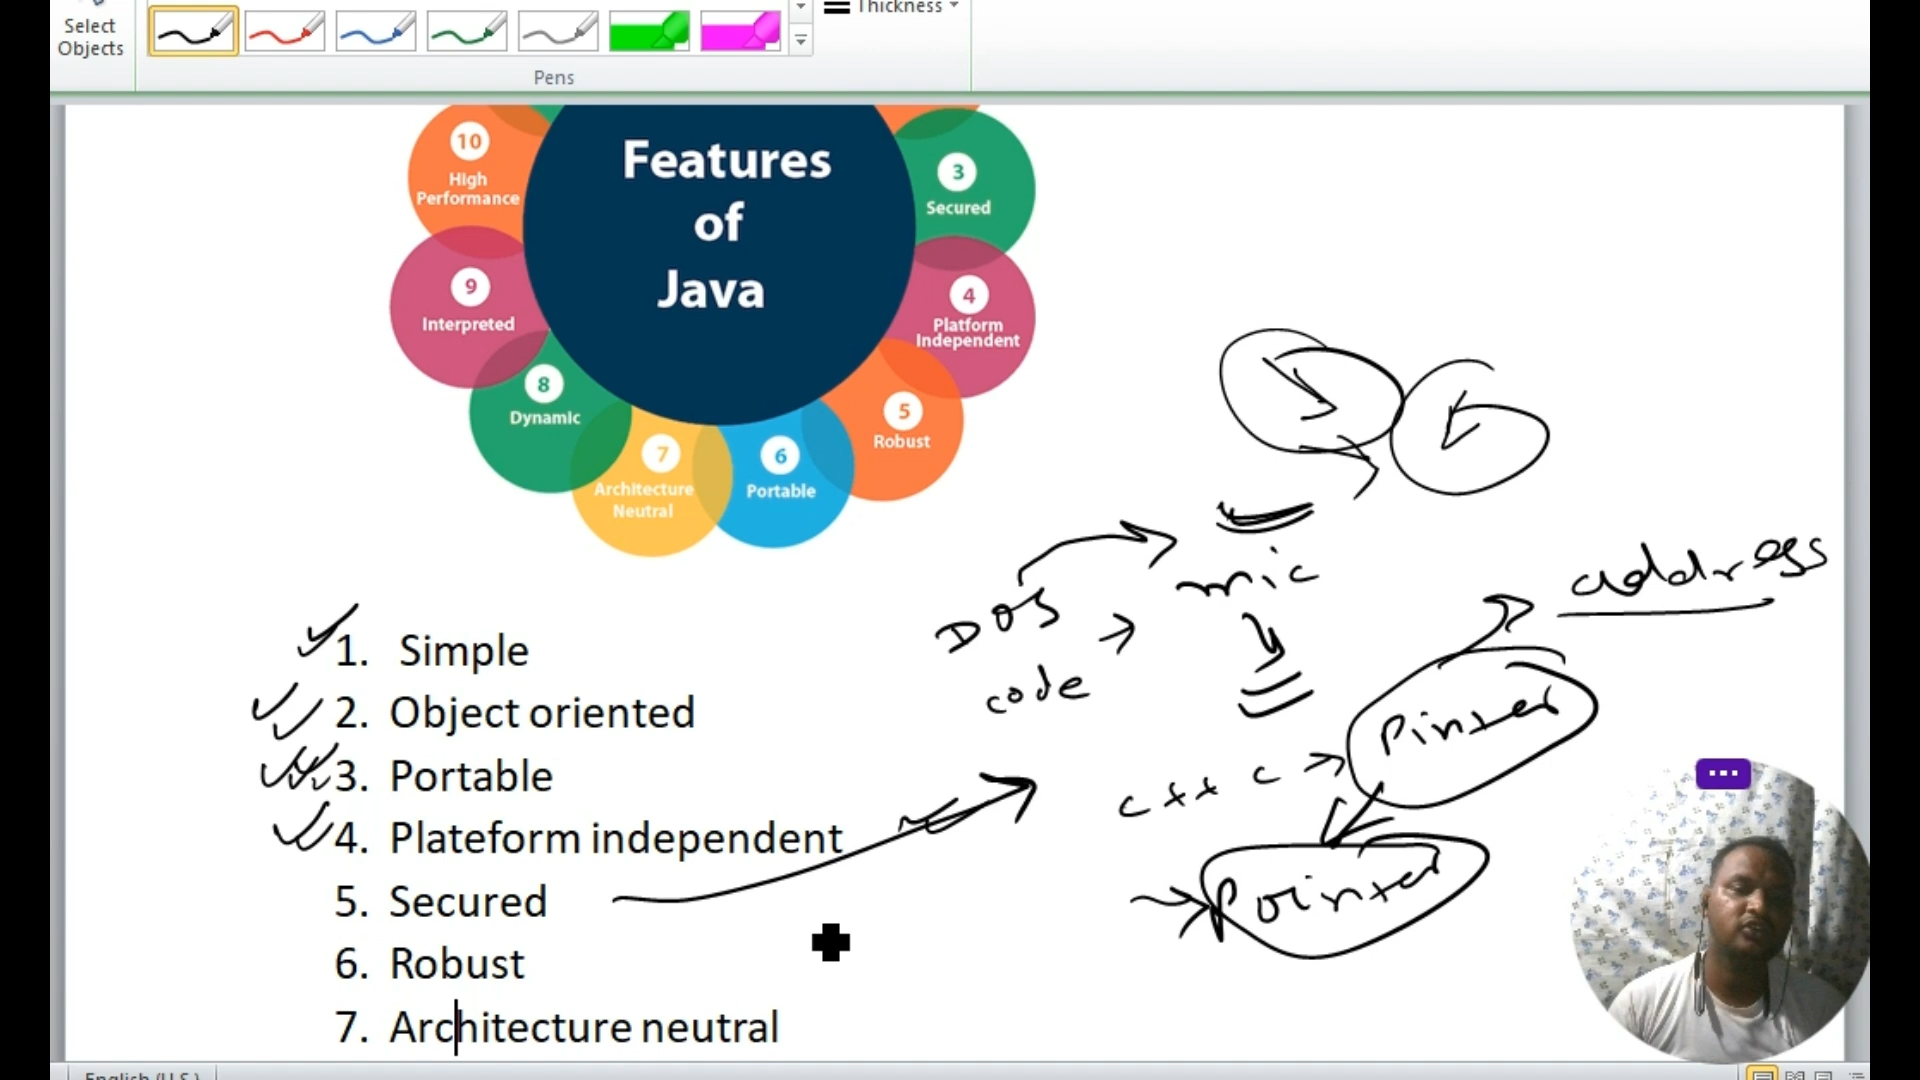 Select
Objects
Thickness
Pens
Features
of
Java
10
High
Performance
3
Secured
9
Interpreted
4
Platform
Independent
8
Dynamic
5
Robust
7
Architecture
Neutral
6
Portable
address
mic
DOS
code
Pinter
c++ c
Pointer
1. Simple
2. Object oriented
3. Portable
4. Plateform independent
5. Secured
6. Robust
7. Architecture neutral
English (U.S.)